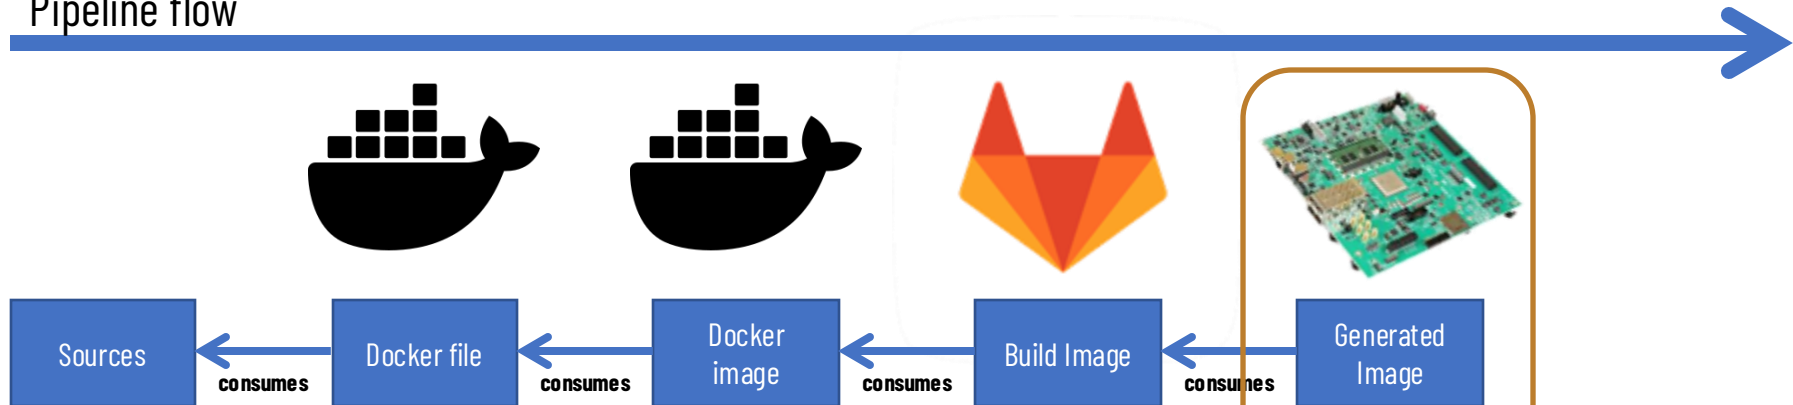 Pipeline flow
Sources
consumes
Docker file
consumes
Docker
image
consumes
Build Image
consumes
Generated
Image